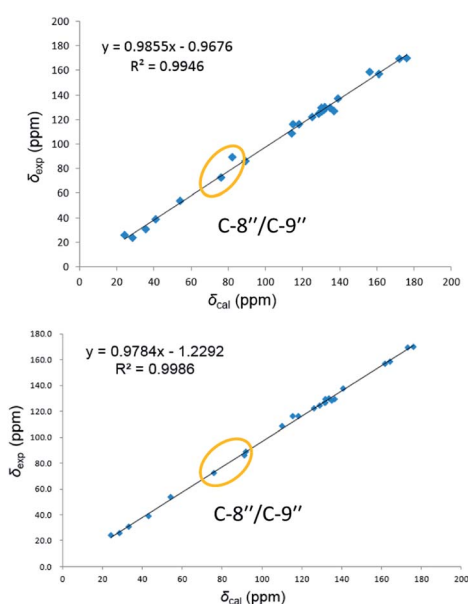 y = 0.9855x - 0.9676
R² = 0.9946
180
160
140
120
100
80
60
40
20
0
δexp (ppm)
C-8″/C-9″
0 20 40 60 80 100 120 140 160 180 200
δcal (ppm)
y = 0.9784x - 1.2292
R² = 0.9986
180.0
160.0
140.0
120.0
100.0
80.0
60.0
40.0
20.0
0.0
δexp (ppm)
C-8″/C-9″
0 20 40 60 80 100 120 140 160 180 200
δcal (ppm)